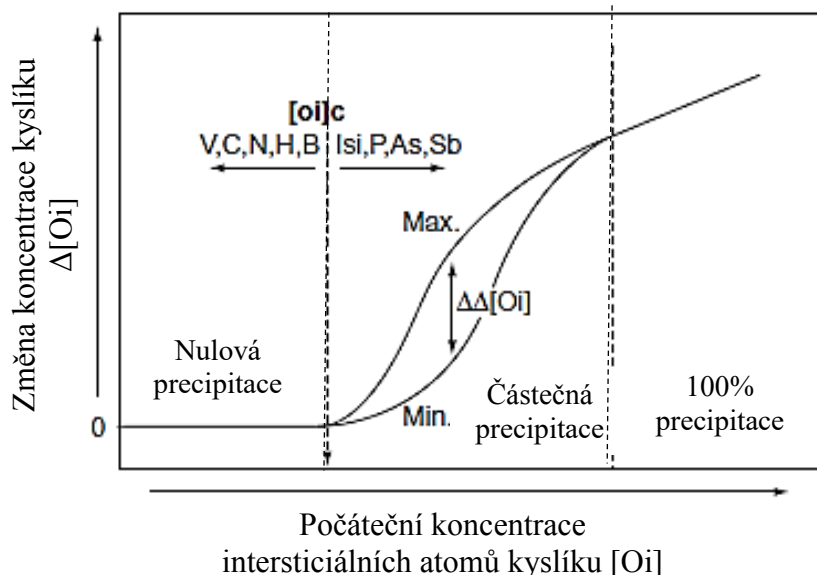 Změna koncentrace kyslíku
Δ[Oi]
[oi]c
V,C,N,H,B Isi,P,As,Sb
Max.
ΔΔ[Oi]
Nulová
precipitace
Částečná
precipitace
100%
precipitace
Min.
0
Počáteční koncentrace
intersticiálních atomů kyslíku [Oi]